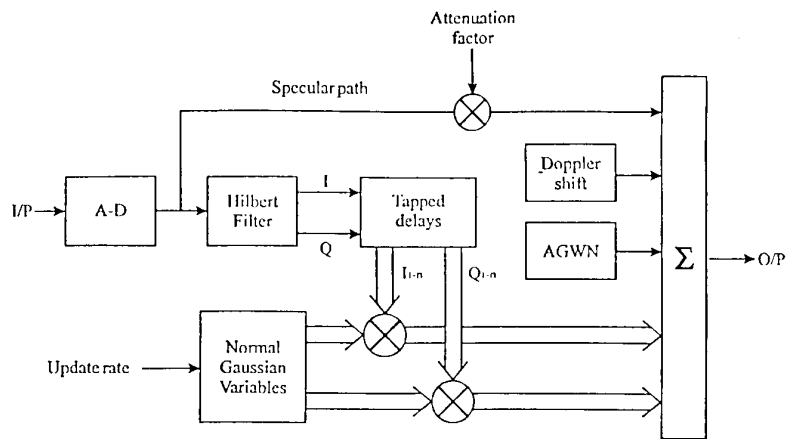 Attenuation
factor
Specular path
Doppler
shift
I/P
A-D
Hilbert
Filter
I
Q
Tapped
delays
AGWN
Σ
O/P
I1-n
Q1-n
Update rate
Normal
Gaussian
Variables